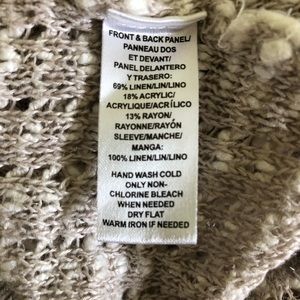 FRONT & BACK PANEL/
PANNEAU DOS
ET DEVANT/
PANEL DELANTERO
Y TRASERO:
69% LINEN/LIN/LINO
18% ACRYLIC/
ACRYLIQUE/ACRÍLICO
13% RAYON/
RAYONNE/RAYÓN
SLEEVE/MANCHE/
MANGA:
100% LINEN/LIN/LINO
HAND WASH COLD
ONLY NON-
CHLORINE BLEACH
WHEN NEEDED
DRY FLAT
WARM IRON IF NEEDED